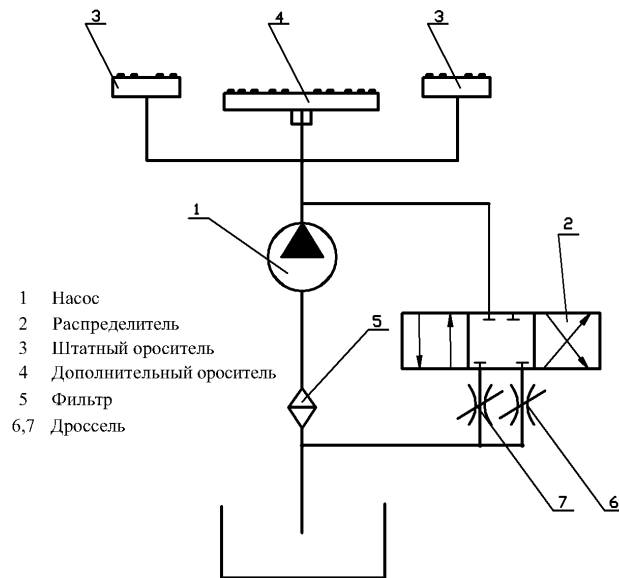 3
4
3
1
2
1 Насос
2 Распределитель
3 Штатный ороситель
4 Дополнительный ороситель
5 Фильтр
6,7 Дроссель
5
7
6